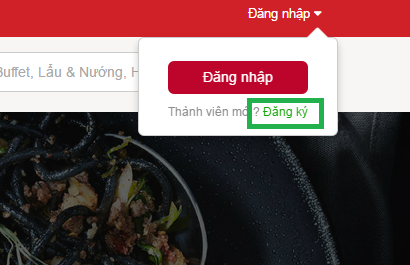 Đăng nhập
Buffet, Lẩu & Nướng, H
Đăng nhập
Thành viên mới ? Đăng ký